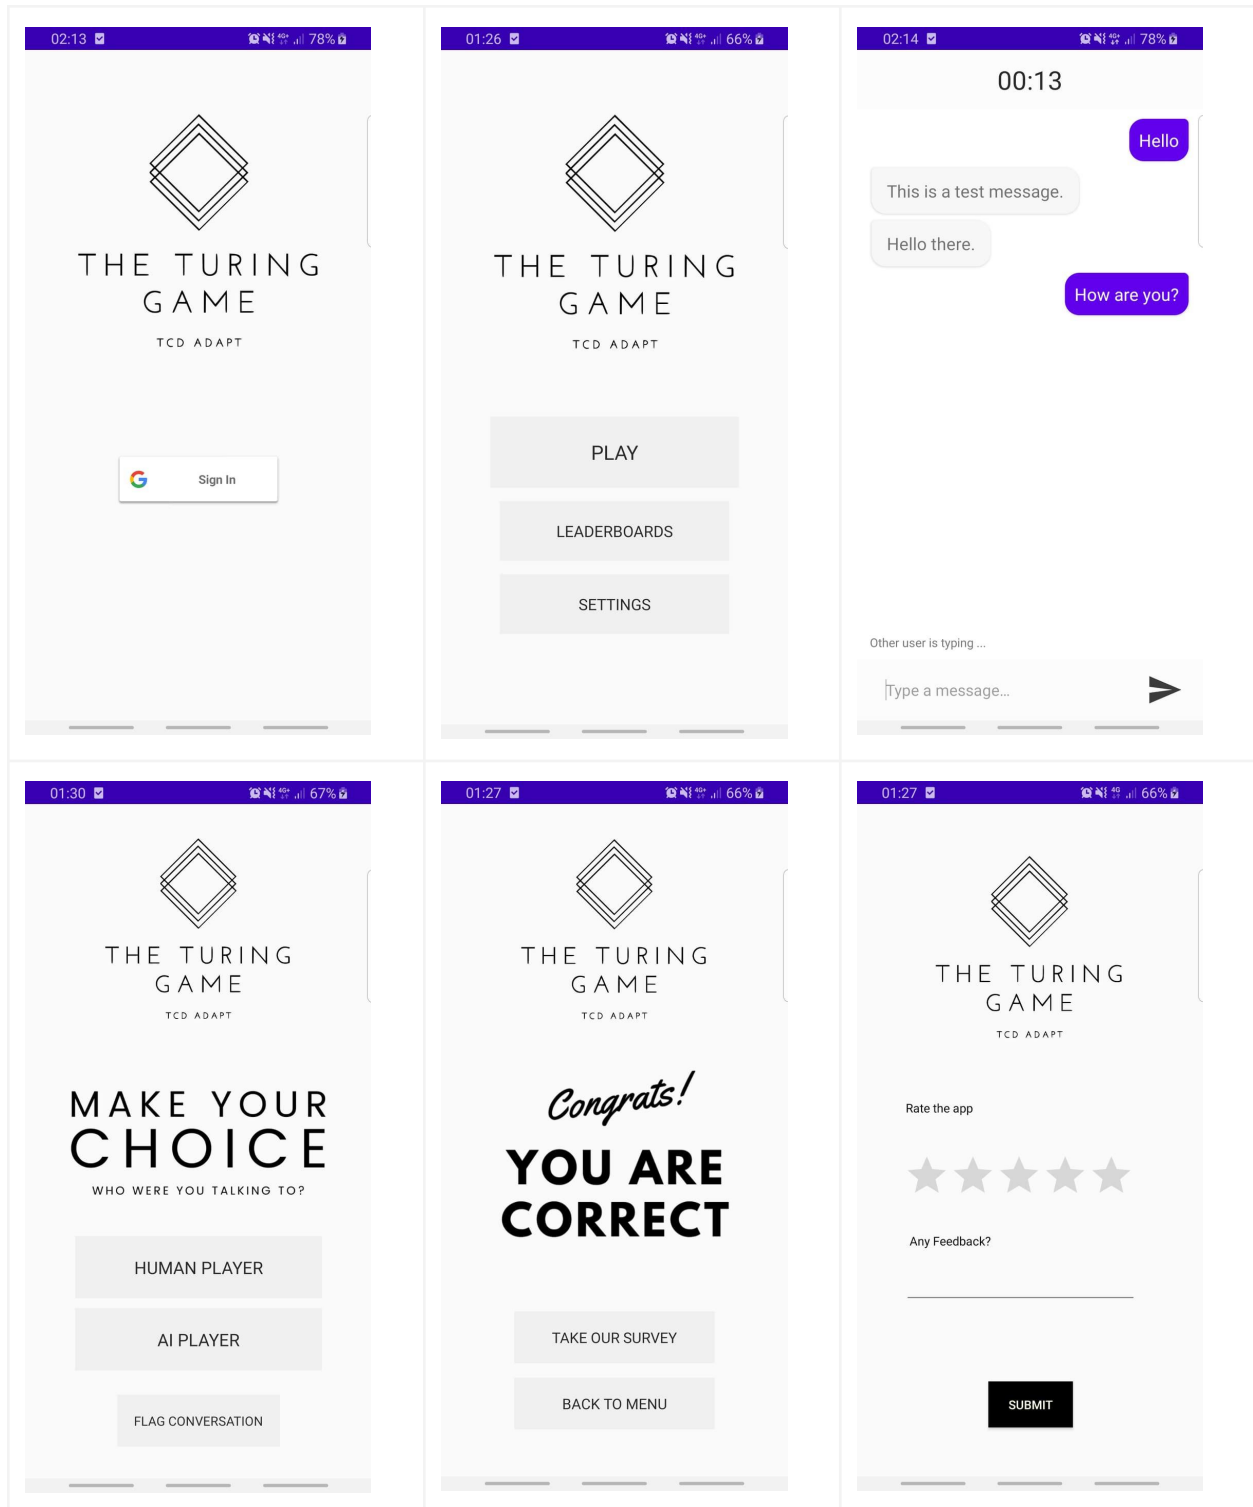 02:13
78%
THE TURING
GAME
TCD ADAPT
Sign In
01:26
4G+
66%
THE TURING
GAME
TCD ADAPT
PLAY
LEADERBOARDS
SETTINGS
02:14
4G+
78%
00:13
Hello
This is a test message.
Hello there.
How are you?
Other user is typing ...
Type a message...
01:30
4G+
67%
THE TURING
GAME
TCD ADAPT
MAKE YOUR
CHOICE
WHO WERE YOU TALKING TO?
HUMAN PLAYER
AI PLAYER
FLAG CONVERSATION
01:27
4G+
66%
THE TURING
GAME
TCD ADAPT
Congrats!
YOU ARE
CORRECT
TAKE OUR SURVEY
BACK TO MENU
01:27
4G
66%
THE TURING
GAME
TCD ADAPT
Rate the app
Any Feedback?
SUBMIT